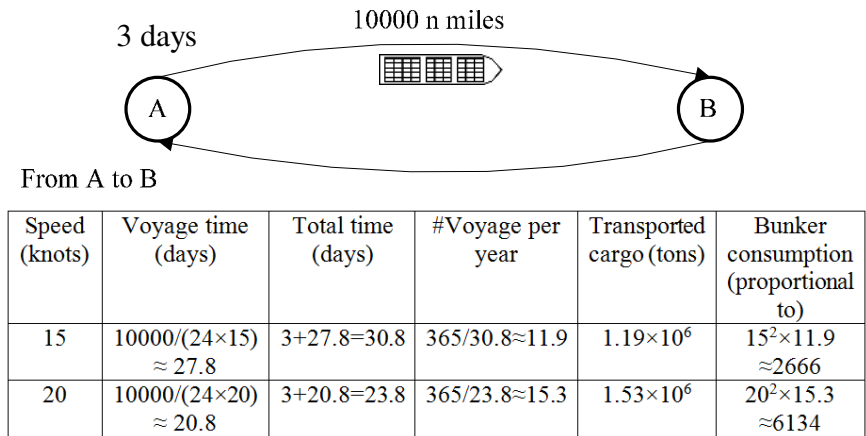 10000 n miles
3 days
A
B
From A to B
Speed
(knots)
Voyage time
(days)
Total time
(days)
#Voyage per
year
Transported
cargo (tons)
Bunker
consumption
(proportional
to)
15
10000/(24×15)
≈ 27.8
3+27.8=30.8
365/30.8≈11.9
1.19×10⁶
15²×11.9
≈2666
20
10000/(24×20)
≈ 20.8
3+20.8=23.8
365/23.8≈15.3
1.53×10⁶
20²×15.3
≈6134